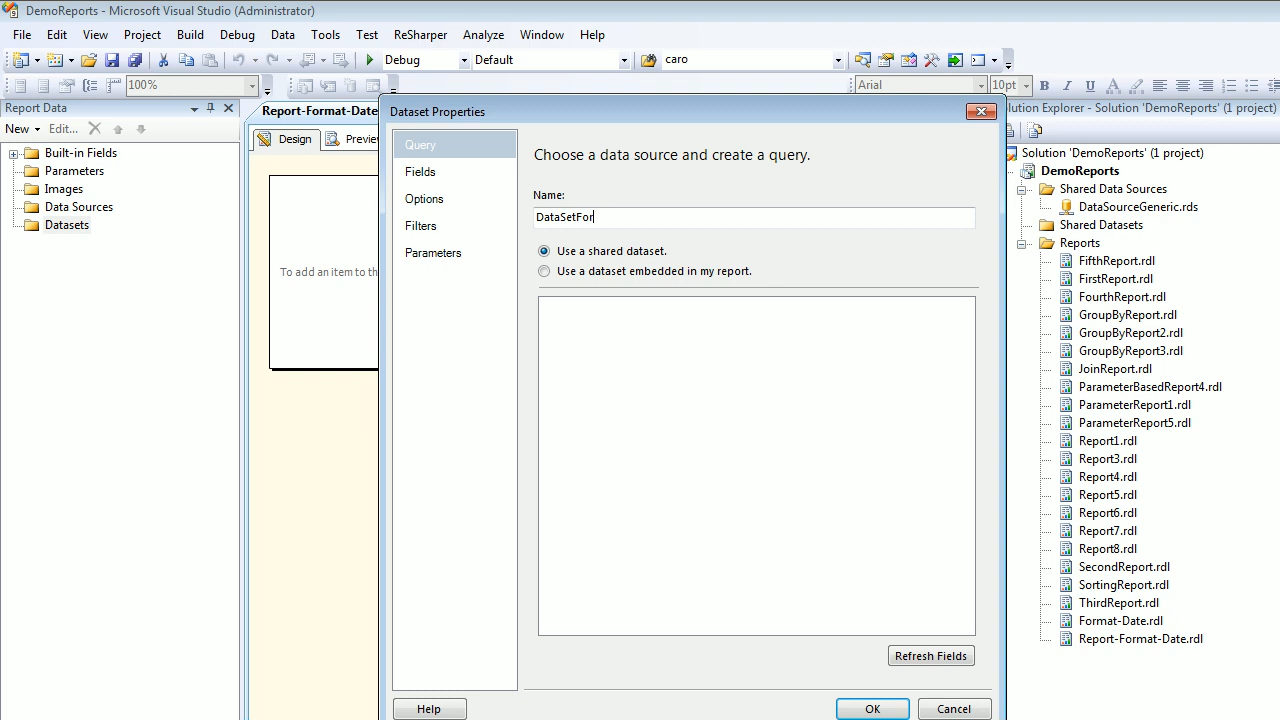 DemoReports - Microsoft Visual Studio (Administrator)
File Edit View Project Build Debug Data Tools Test ReSharper Analyze Window Help
Debug Default caro
100% Arial 10pt B I U A
Report Data
New Edit...
Built-in Fields
Parameters
Images
Data Sources
Datasets
Report-Format-Date
Design Previe
To add an item to th
Dataset Properties
Query
Fields
Options
Filters
Parameters
Choose a data source and create a query.
Name:
DataSetFor
Use a shared dataset.
Use a dataset embedded in my report.
Refresh Fields
Help OK Cancel
lution Explorer - Solution 'DemoReports' (1 project)
Solution 'DemoReports' (1 project)
DemoReports
Shared Data Sources
DataSourceGeneric.rds
Shared Datasets
Reports
FifthReport.rdl
FirstReport.rdl
FourthReport.rdl
GroupByReport.rdl
GroupByReport2.rdl
GroupByReport3.rdl
JoinReport.rdl
ParameterBasedReport4.rdl
ParameterReport1.rdl
ParameterReport5.rdl
Report1.rdl
Report3.rdl
Report4.rdl
Report5.rdl
Report6.rdl
Report7.rdl
Report8.rdl
SecondReport.rdl
SortingReport.rdl
ThirdReport.rdl
Format-Date.rdl
Report-Format-Date.rdl